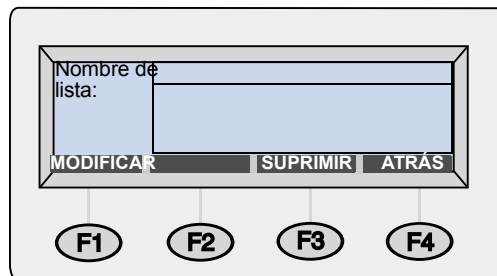 Nombre de
lista:
MODIFICAR SUPRIMIR ATRÁS
F1 F2 F3 F4